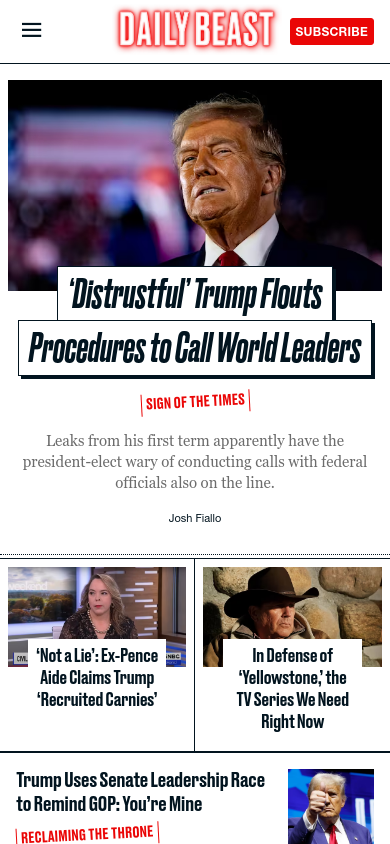 DAILY BEAST
SUBSCRIBE
‘Distrustful’ Trump Flouts
Procedures to Call World Leaders
SIGN OF THE TIMES
Leaks from his first term apparently have the
president-elect wary of conducting calls with federal
officials also on the line.
Josh Fiallo
‘Not a Lie’: Ex-Pence
Aide Claims Trump
‘Recruited Carnies’
In Defense of
‘Yellowstone,’ the
TV Series We Need
Right Now
Trump Uses Senate Leadership Race
to Remind GOP: You’re Mine
RECLAIMING THE THRONE